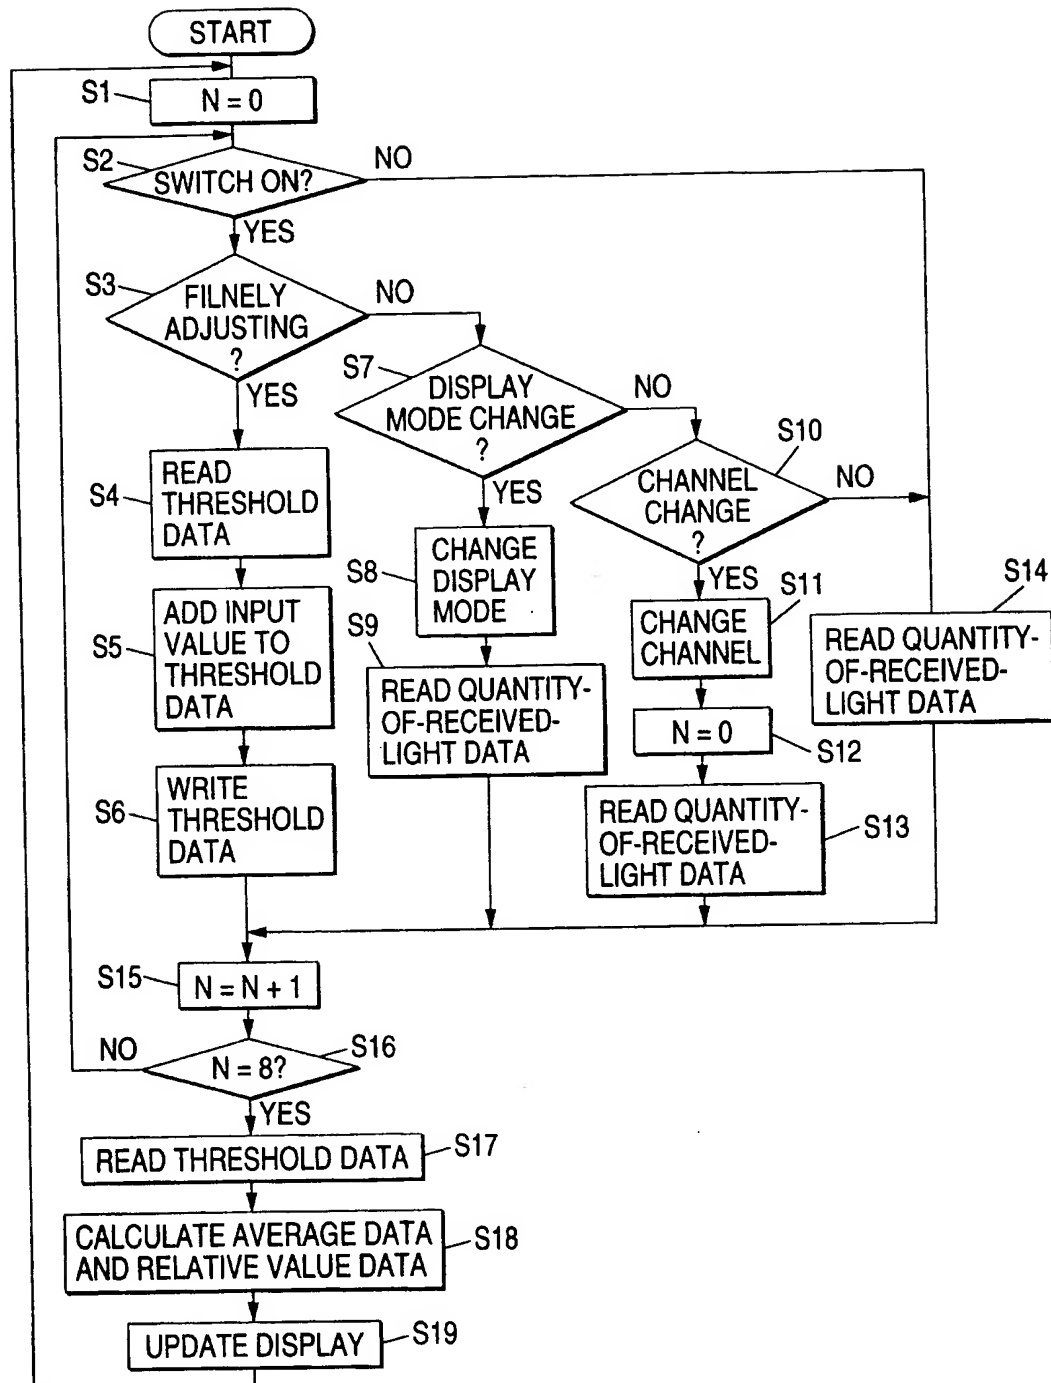 START
S1
N = 0
S2
SWITCH ON?
NO
YES
S3
FILNELY
ADJUSTING
?
NO
YES
S7
DISPLAY
MODE CHANGE
?
NO
YES
S10
CHANNEL
CHANGE
?
NO
YES
S4
READ
THRESHOLD
DATA
S8
CHANGE
DISPLAY
MODE
S11
CHANGE
CHANNEL
S14
READ QUANTITY-
OF-RECEIVED-
LIGHT DATA
S5
ADD INPUT
VALUE TO
THRESHOLD
DATA
S9
READ QUANTITY-
OF-RECEIVED-
LIGHT DATA
N = 0
S12
S6
WRITE
THRESHOLD
DATA
READ QUANTITY-
OF-RECEIVED-
LIGHT DATA
S13
S15
N = N + 1
NO
N = 8?
S16
YES
READ THRESHOLD DATA
S17
CALCULATE AVERAGE DATA
AND RELATIVE VALUE DATA
S18
UPDATE DISPLAY
S19